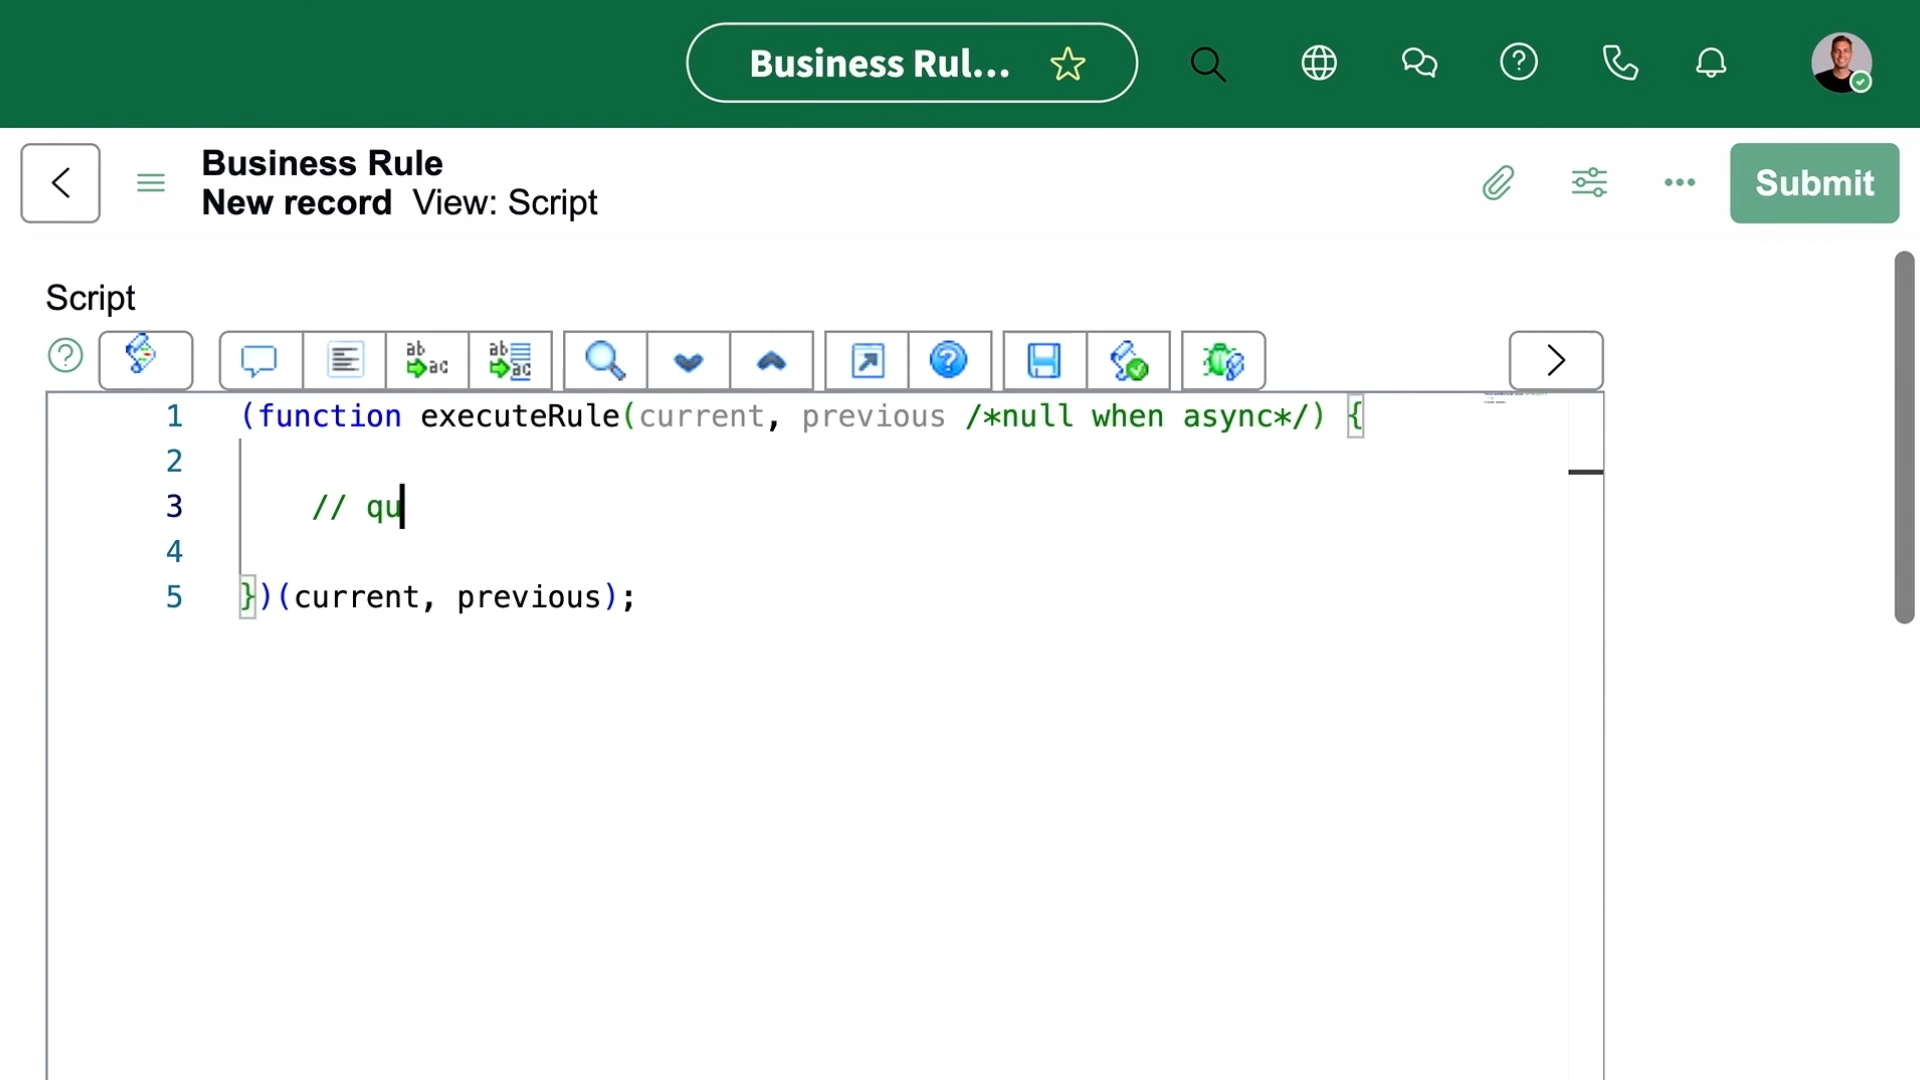 Business Rul...
Business Rule
New record View: Script
Submit
Script
1 (function executeRule(current, previous /*null when async*/) {
2
3 // qu
4
5 })(current, previous);